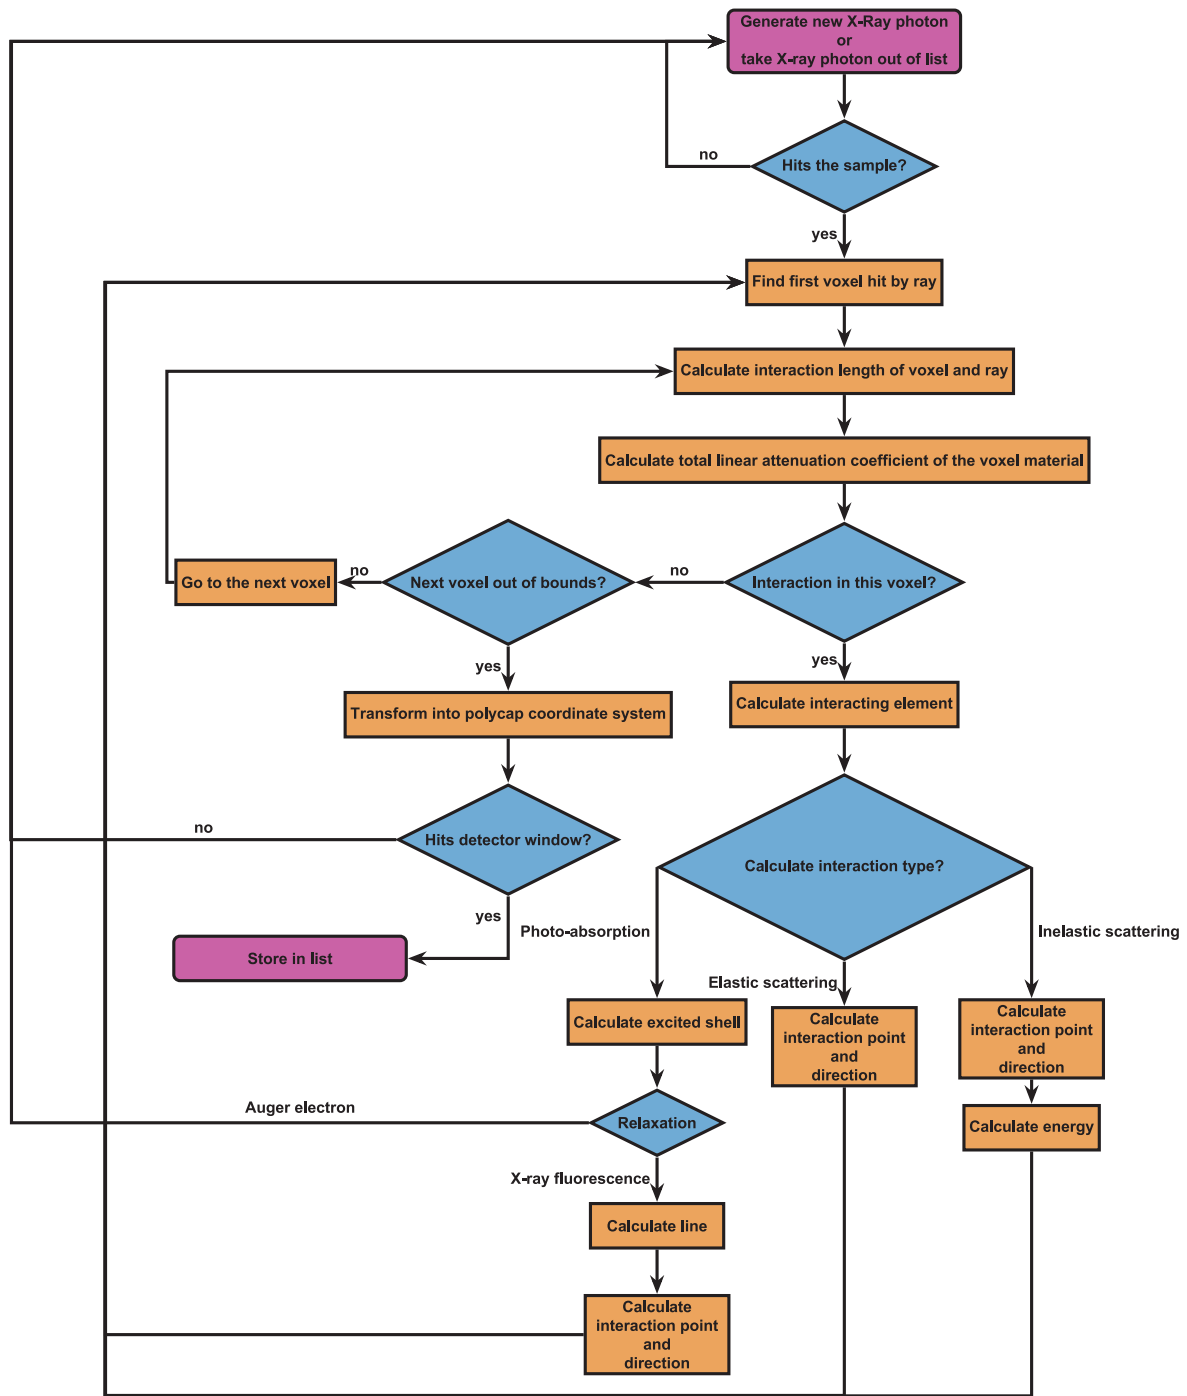 Generate new X-Ray photon
or
take X-ray photon out of list
no
Hits the sample?
yes
Find first voxel hit by ray
Calculate interaction length of voxel and ray
Calculate total linear attenuation coefficient of the voxel material
Go to the next voxel
no
Next voxel out of bounds?
no
Interaction in this voxel?
yes
yes
Transform into polycap coordinate system
Calculate interacting element
no
Hits detector window?
Calculate interaction type?
yes
Photo-absorption
Inelastic scattering
Store in list
Elastic scattering
Calculate excited shell
Calculate
interaction point
and
direction
Calculate
interaction point
and
direction
Auger electron
Relaxation
Calculate energy
X-ray fluorescence
Calculate line
Calculate
interaction point
and
direction